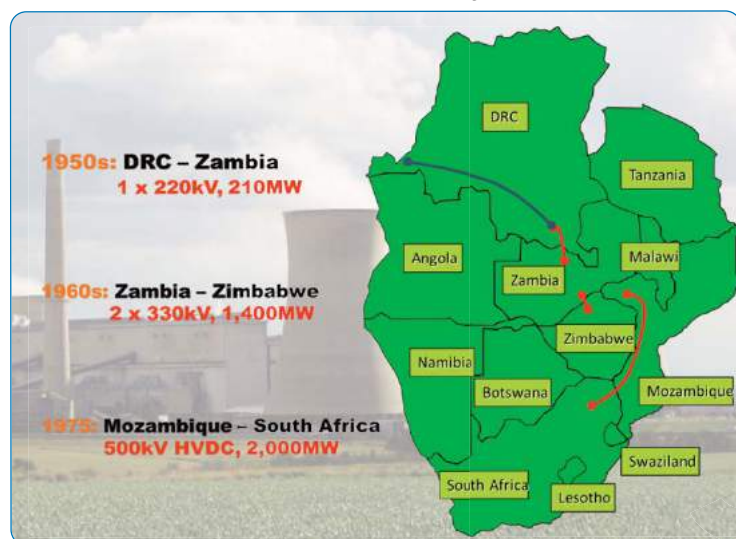 1950s: DRC – Zambia
1 x 220kV, 210MW
1960s: Zambia – Zimbabwe
2 x 330kV, 1,400MW
1975: Mozambique – South Africa
500kV HVDC, 2,000MW
DRC
Tanzania
Angola
Malawi
Zambia
Zimbabwe
Namibia
Botswana
Mozambique
Swaziland
South Africa
Lesotho